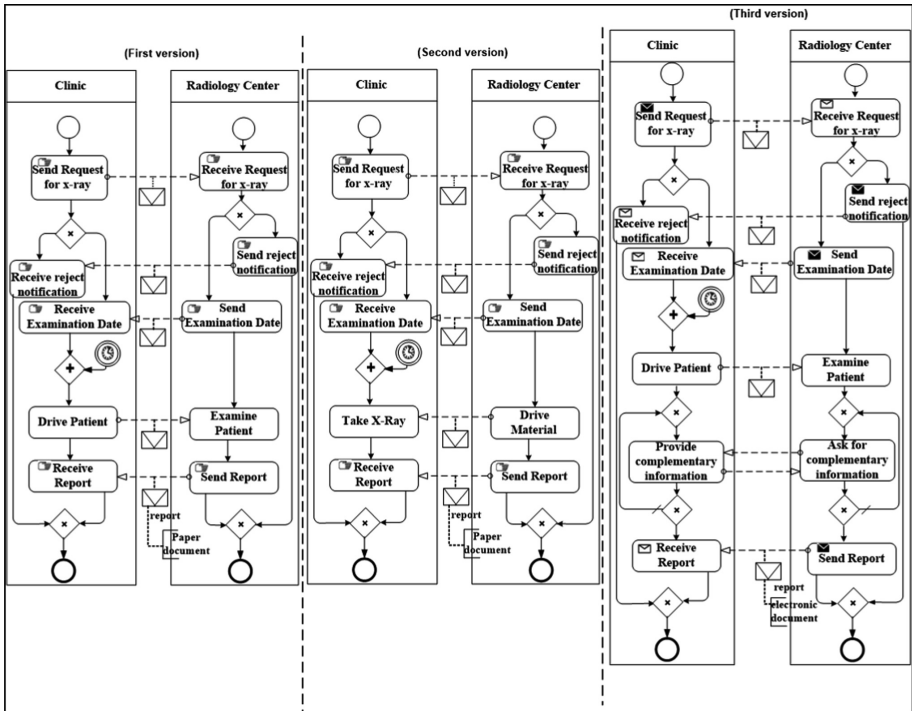 (First version)
Clinic
Radiology Center
Send Request
for x-ray
Receive Request
for x-ray
Send reject
notification
Receive reject
notification
Receive
Examination Date
Send
Examination Date
Drive Patient
Examine
Patient
Receive
Report
Send Report
report
Paper
document
(Second version)
Clinic
Radiology Center
Send Request
for x-ray
Receive Request
for x-ray
Send reject
notification
Receive reject
notification
Receive
Examination Date
Send
Examination Date
Take X-Ray
Drive
Material
Receive
Report
Send Report
report
Paper
document
(Third version)
Clinic
Radiology Center
Send Request
for x-ray
Receive Request
for x-ray
Send reject
notification
Receive reject
notification
Receive
Examination Date
Send
Examination Date
Drive Patient
Examine
Patient
Provide
complementary
information
Ask for
complementary
information
Receive
Report
Send Report
report
electronic
document